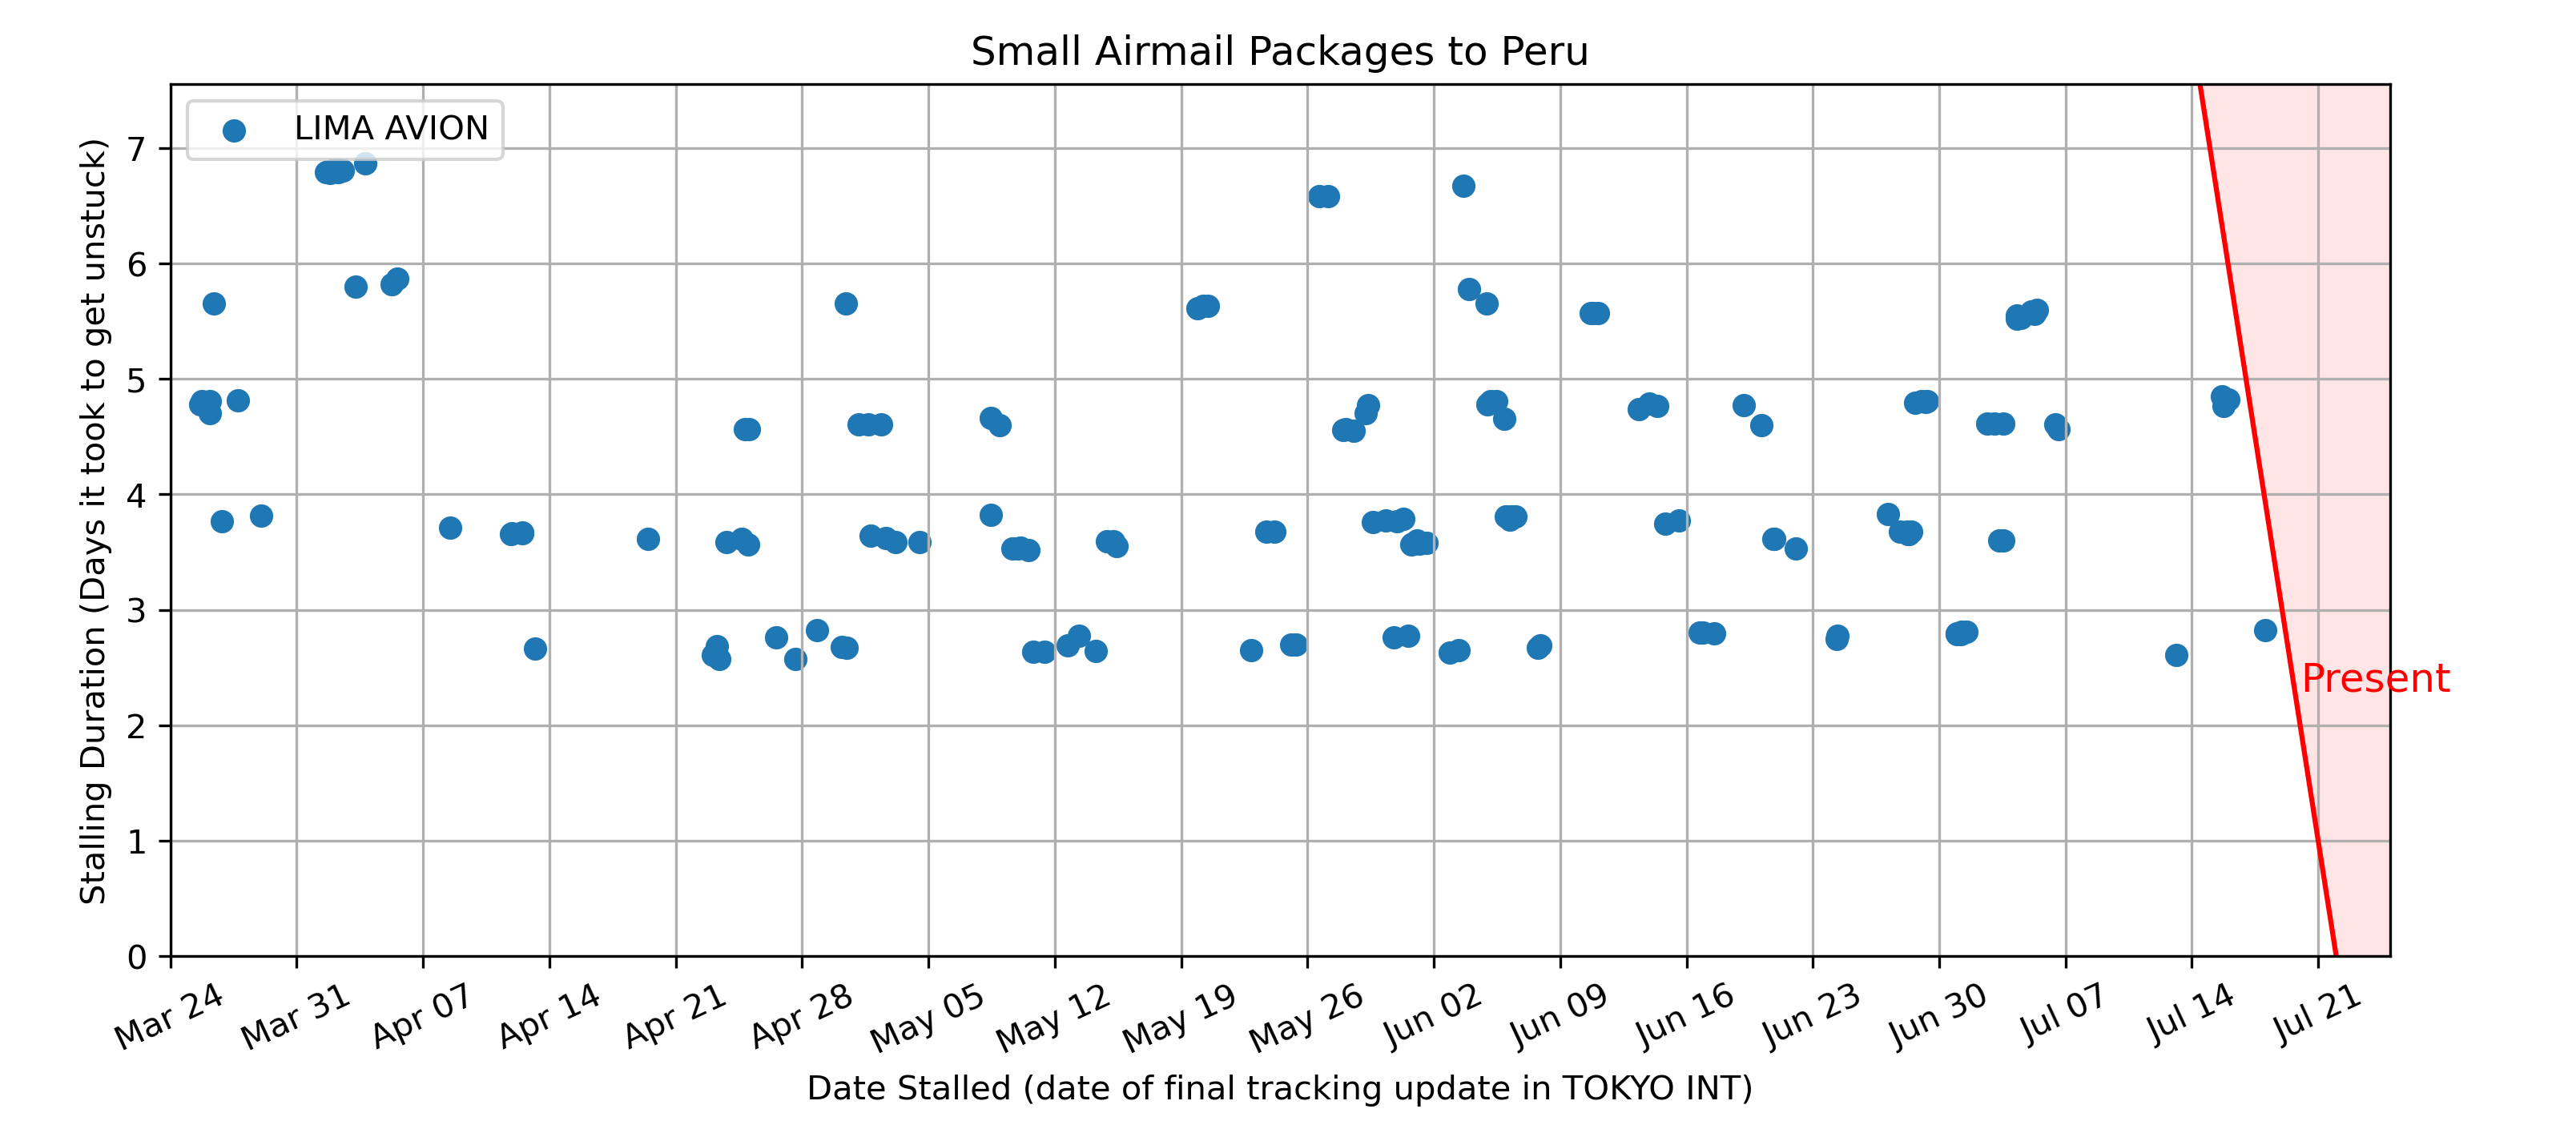 Small Airmail Packages to Peru
LIMA AVION
Stalling Duration (Days it took to get unstuck)
7
6
5
4
3
2
1
0
Present
Mar 24
Mar 31
Apr 07
Apr 14
Apr 21
Apr 28
May 05
May 12
May 19
May 26
Jun 02
Jun 09
Jun 16
Jun 23
Jun 30
Jul 07
Jul 14
Jul 21
Date Stalled (date of final tracking update in TOKYO INT)